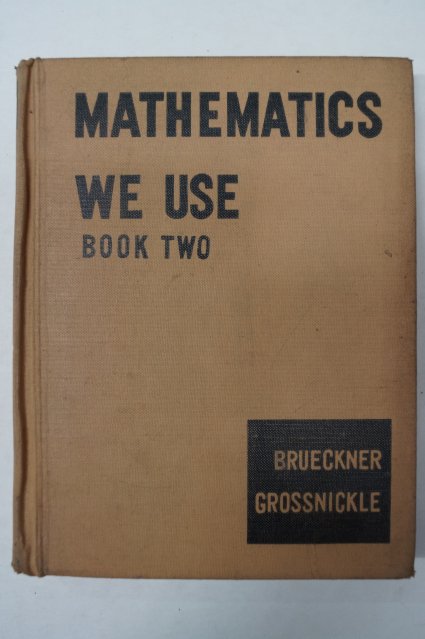 MATHEMATICS
WE USE
BOOK TWO
BRUECKNER
GROSSNICKLE